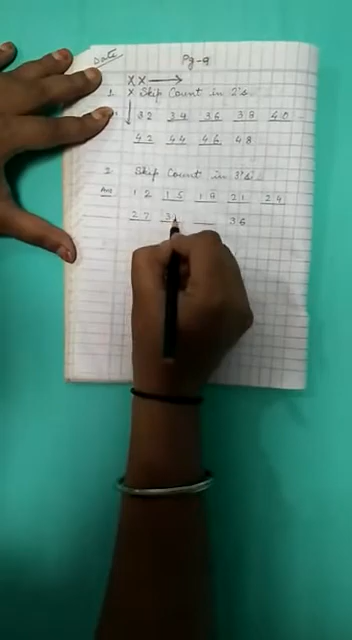 Date
Pg-9
X X
1. X Skip Count in 2's.
32 34 36 38 40
42 44 46 48
2. Skip Count in 3's.
Ans 12 15 18 21 24
27 3 36